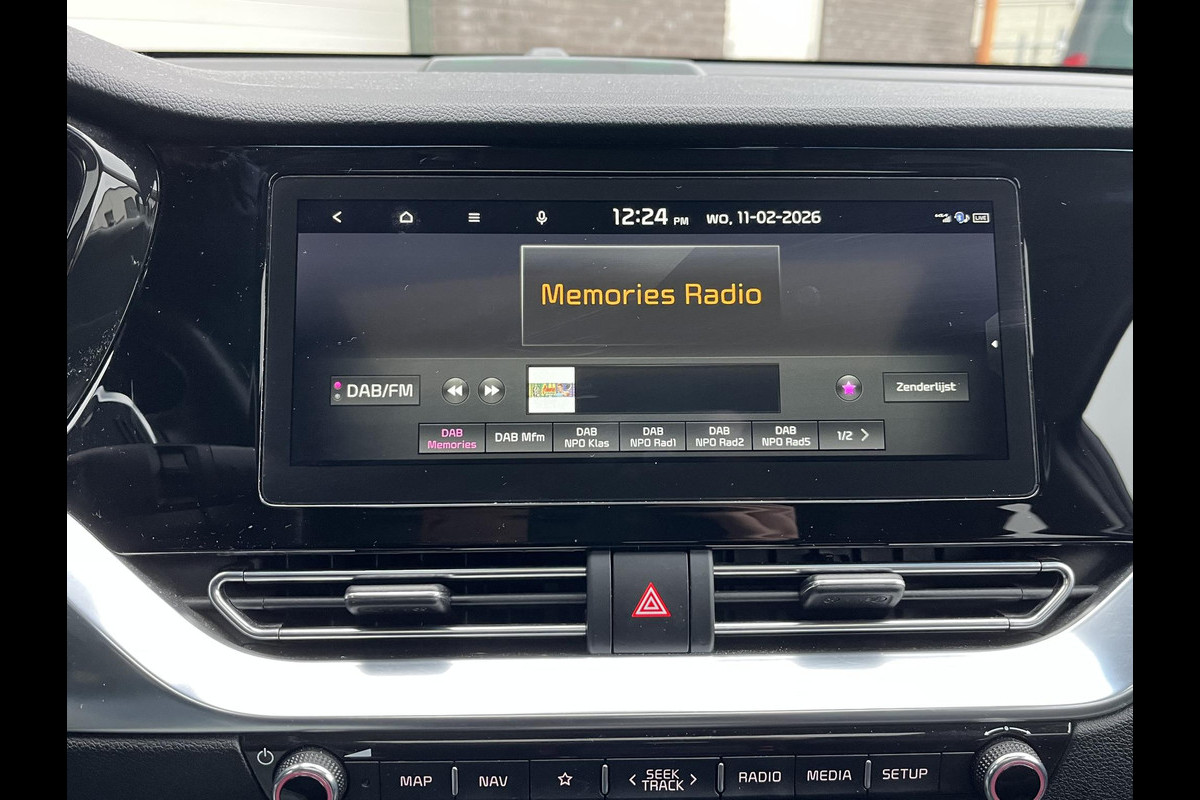 12:24 PM wo, 11-02-2026
LIVE
Memories Radio
DAB/FM
Zenderlijst
DAB Memories
DAB Mfm
DAB NPO Klas
DAB NPO Rad1
DAB NPO Rad2
DAB NPO Rad5
1/2 >
MAP
NAV
< SEEK TRACK >
RADIO
MEDIA
SETUP